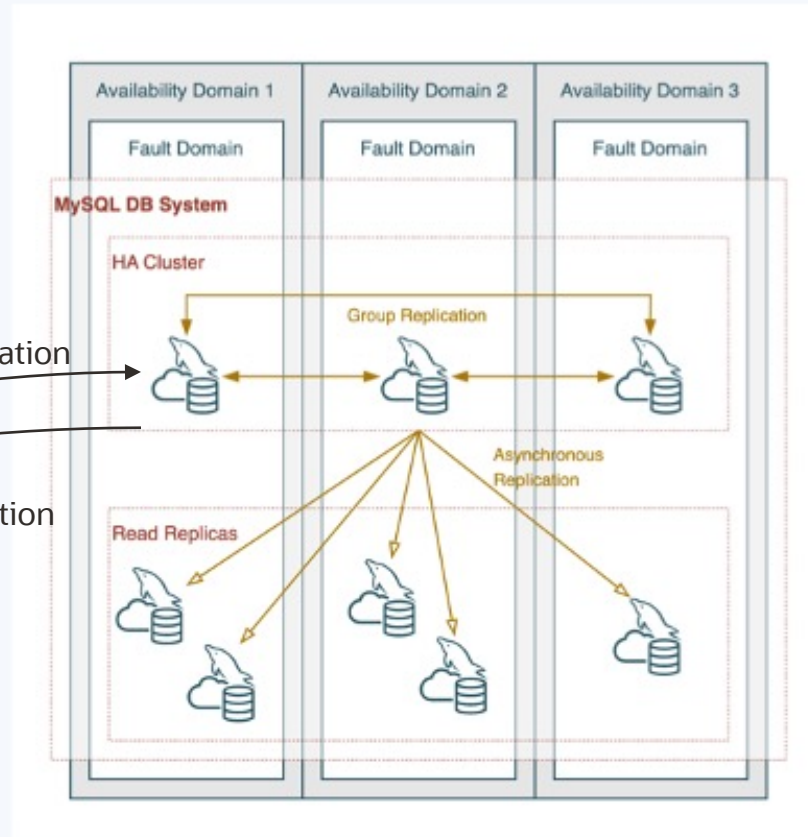 Availability Domain 1
Availability Domain 2
Availability Domain 3
Fault Domain
Fault Domain
Fault Domain
MySQL DB System
HA Cluster
Group Replication
ation
Asynchronous
Replication
tion
Read Replicas